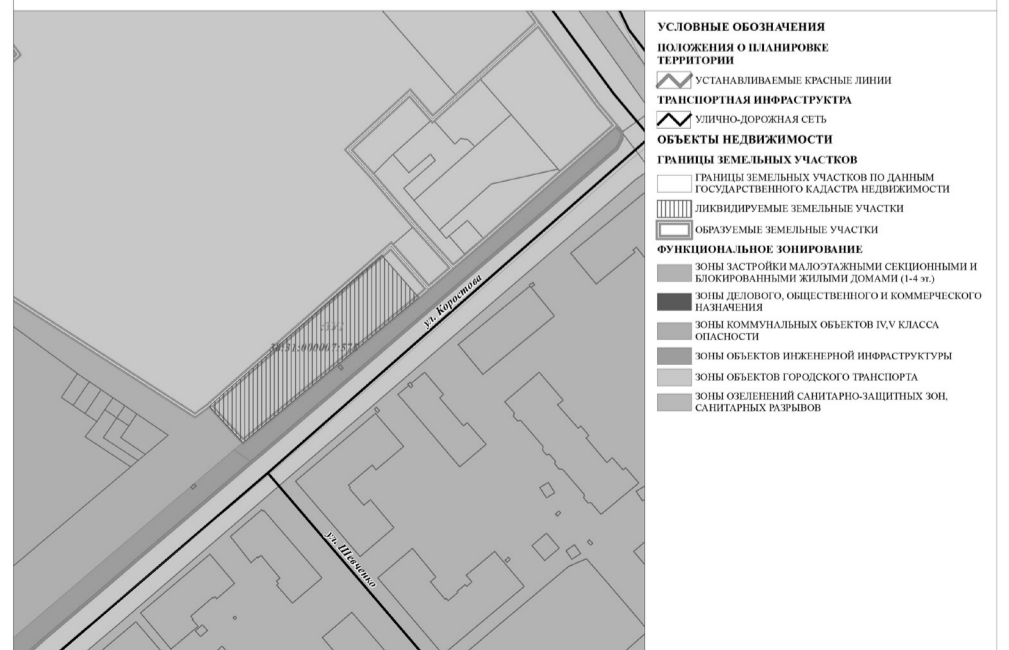 ул. Коростова
ул. Шевченко
УСЛОВНЫЕ ОБОЗНАЧЕНИЯ
ПОЛОЖЕНИЯ О ПЛАНИРОВКЕ
ТЕРРИТОРИИ
УСТАНАВЛИВАЕМЫЕ КРАСНЫЕ ЛИНИИ
ТРАНСПОРТНАЯ ИНФРАСТРУКТРА
УЛИЧНО-ДОРОЖНАЯ СЕТЬ
ОБЪЕКТЫ НЕДВИЖИМОСТИ
ГРАНИЦЫ ЗЕМЕЛЬНЫХ УЧАСТКОВ
ГРАНИЦЫ ЗЕМЕЛЬНЫХ УЧАСТКОВ ПО ДАННЫМ
ГОСУДАРСТВЕННОГО КАДАСТРА НЕДВИЖИМОСТИ
ЛИКВИДИРУЕМЫЕ ЗЕМЕЛЬНЫЕ УЧАСТКИ
ОБРАЗУЕМЫЕ ЗЕМЕЛЬНЫЕ УЧАСТКИ
ФУНКЦИОНАЛЬНОЕ ЗОНИРОВАНИЕ
ЗОНЫ ЗАСТРОЙКИ МАЛОЭТАЖНЫМИ СЕКЦИОННЫМИ И
БЛОКИРОВАННЫМИ ЖИЛЫМИ ДОМАМИ (1-4 эт.)
ЗОНЫ ДЕЛОВОГО, ОБЩЕСТВЕННОГО И КОММЕРЧЕСКОГО
НАЗНАЧЕНИЯ
ЗОНЫ КОММУНАЛЬНЫХ ОБЪЕКТОВ IV,V КЛАССА
ОПАСНОСТИ
ЗОНЫ ОБЪЕКТОВ ИНЖЕНЕРНОЙ ИНФРАСТРУКТУРЫ
ЗОНЫ ОБЪЕКТОВ ГОРОДСКОГО ТРАНСПОРТА
ЗОНЫ ОЗЕЛЕНЕНИЙ САНИТАРНО-ЗАЩИТНЫХ ЗОН,
САНИТАРНЫХ РАЗРЫВОВ